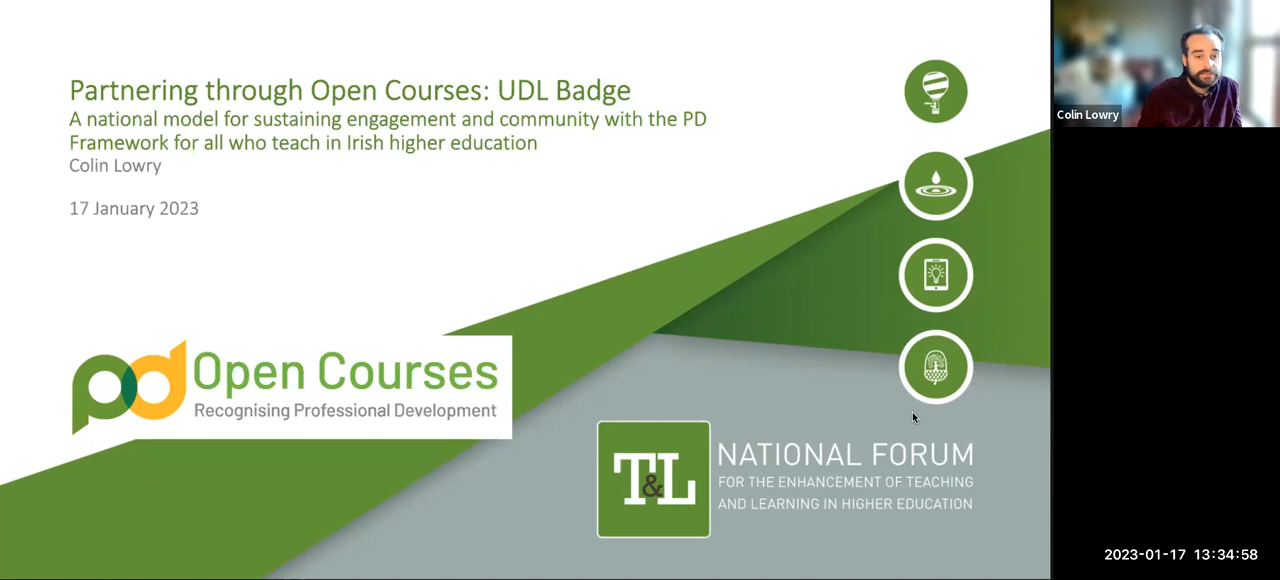 Partnering through Open Courses: UDL Badge
A national model for sustaining engagement and community with the PD
Framework for all who teach in Irish higher education
Colin Lowry
17 January 2023
pd Open Courses
Recognising Professional Development
T&L
NATIONAL FORUM
FOR THE ENHANCEMENT OF TEACHING
AND LEARNING IN HIGHER EDUCATION
Colin Lowry
2023-01-17 13:34:58